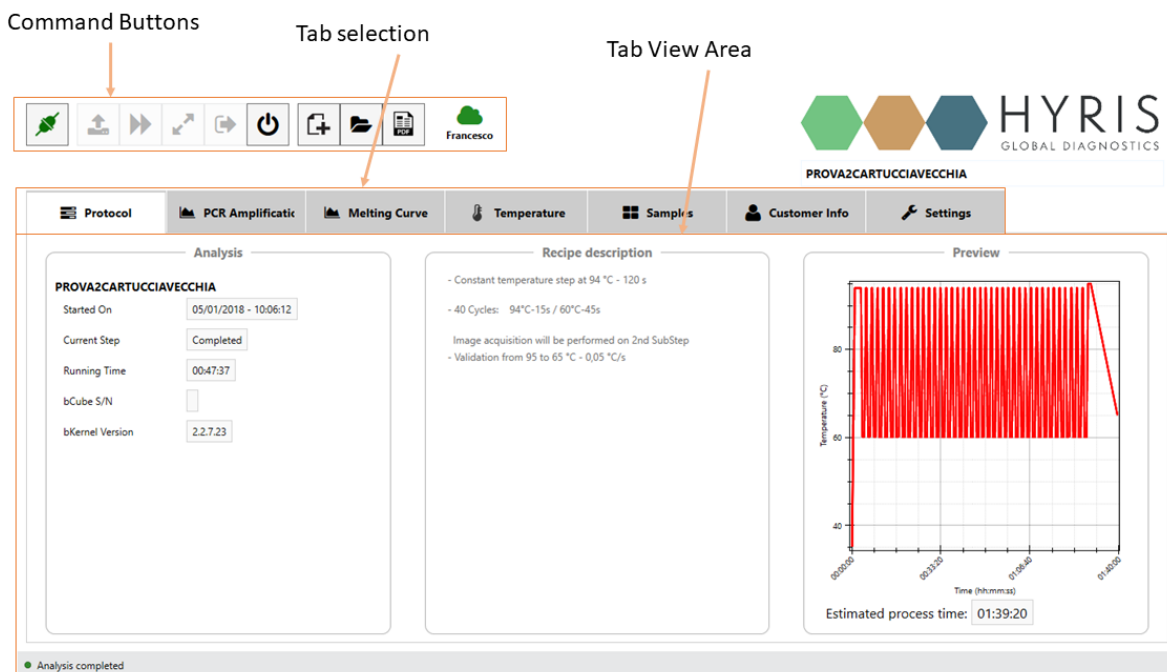 Command Buttons
Tab selection
Tab View Area
PDF
Francesco
HYRIS
GLOBAL DIAGNOSTICS
PROVA2CARTUCCIAVECCHIA
Protocol
PCR Amplificatic
Melting Curve
Temperature
Samples
Customer Info
Settings
Analysis
PROVA2CARTUCCIAVECCHIA
Started On 05/01/2018 - 10:06:12
Current Step Completed
Running Time 00:47:37
bCube S/N
bKernel Version 2.2.7.23
Recipe description
- Constant temperature step at 94 °C - 120 s
- 40 Cycles: 94°C-15s / 60°C-45s
Image acquisition will be performed on 2nd SubStep
- Validation from 95 to 65 °C - 0,05 °C/s
Preview
Temperature (°C)
80
60
40
00:00:00
00:33:20
01:06:40
01:40:00
Time (hh:mm:ss)
Estimated process time: 01:39:20
Analysis completed